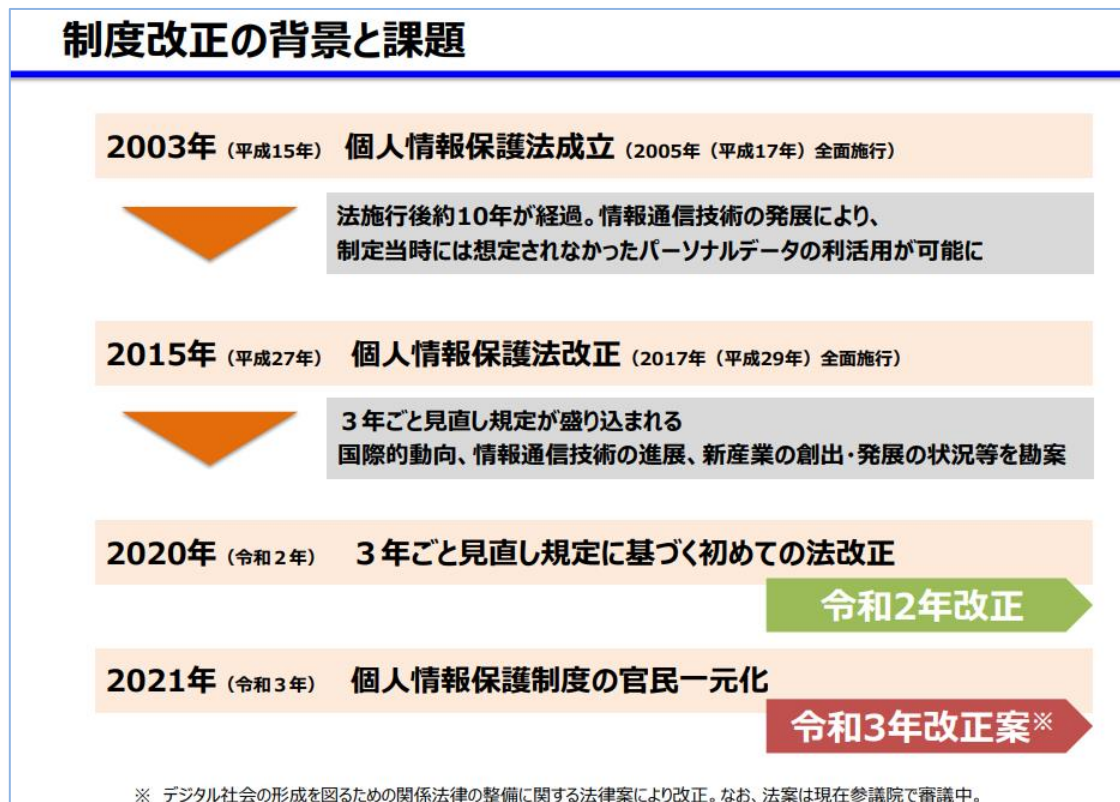 制度改正の背景と課題
2003年（平成15年） 個人情報保護法成立（2005年（平成17年）全面施行）
法施行後約10年が経過。情報通信技術の発展により、
制定当時には想定されなかったパーソナルデータの利活用が可能に
2015年（平成27年） 個人情報保護法改正（2017年（平成29年）全面施行）
３年ごと見直し規定が盛り込まれる
国際的動向、情報通信技術の進展、新産業の創出・発展の状況等を勘案
2020年（令和２年） ３年ごと見直し規定に基づく初めての法改正
令和2年改正
2021年（令和３年） 個人情報保護制度の官民一元化
令和3年改正案※
※ デジタル社会の形成を図るための関係法律の整備に関する法律案により改正。なお、法案は現在参議院で審議中。